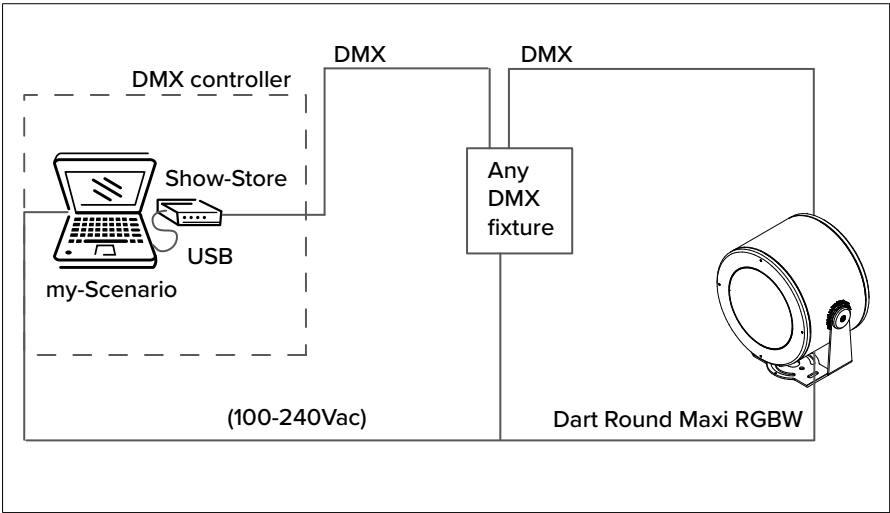 DMX
DMX
DMX controller
Show-Store
Any
DMX
fixture
USB
my-Scenario
(100-240Vac)
Dart Round Maxi RGBW